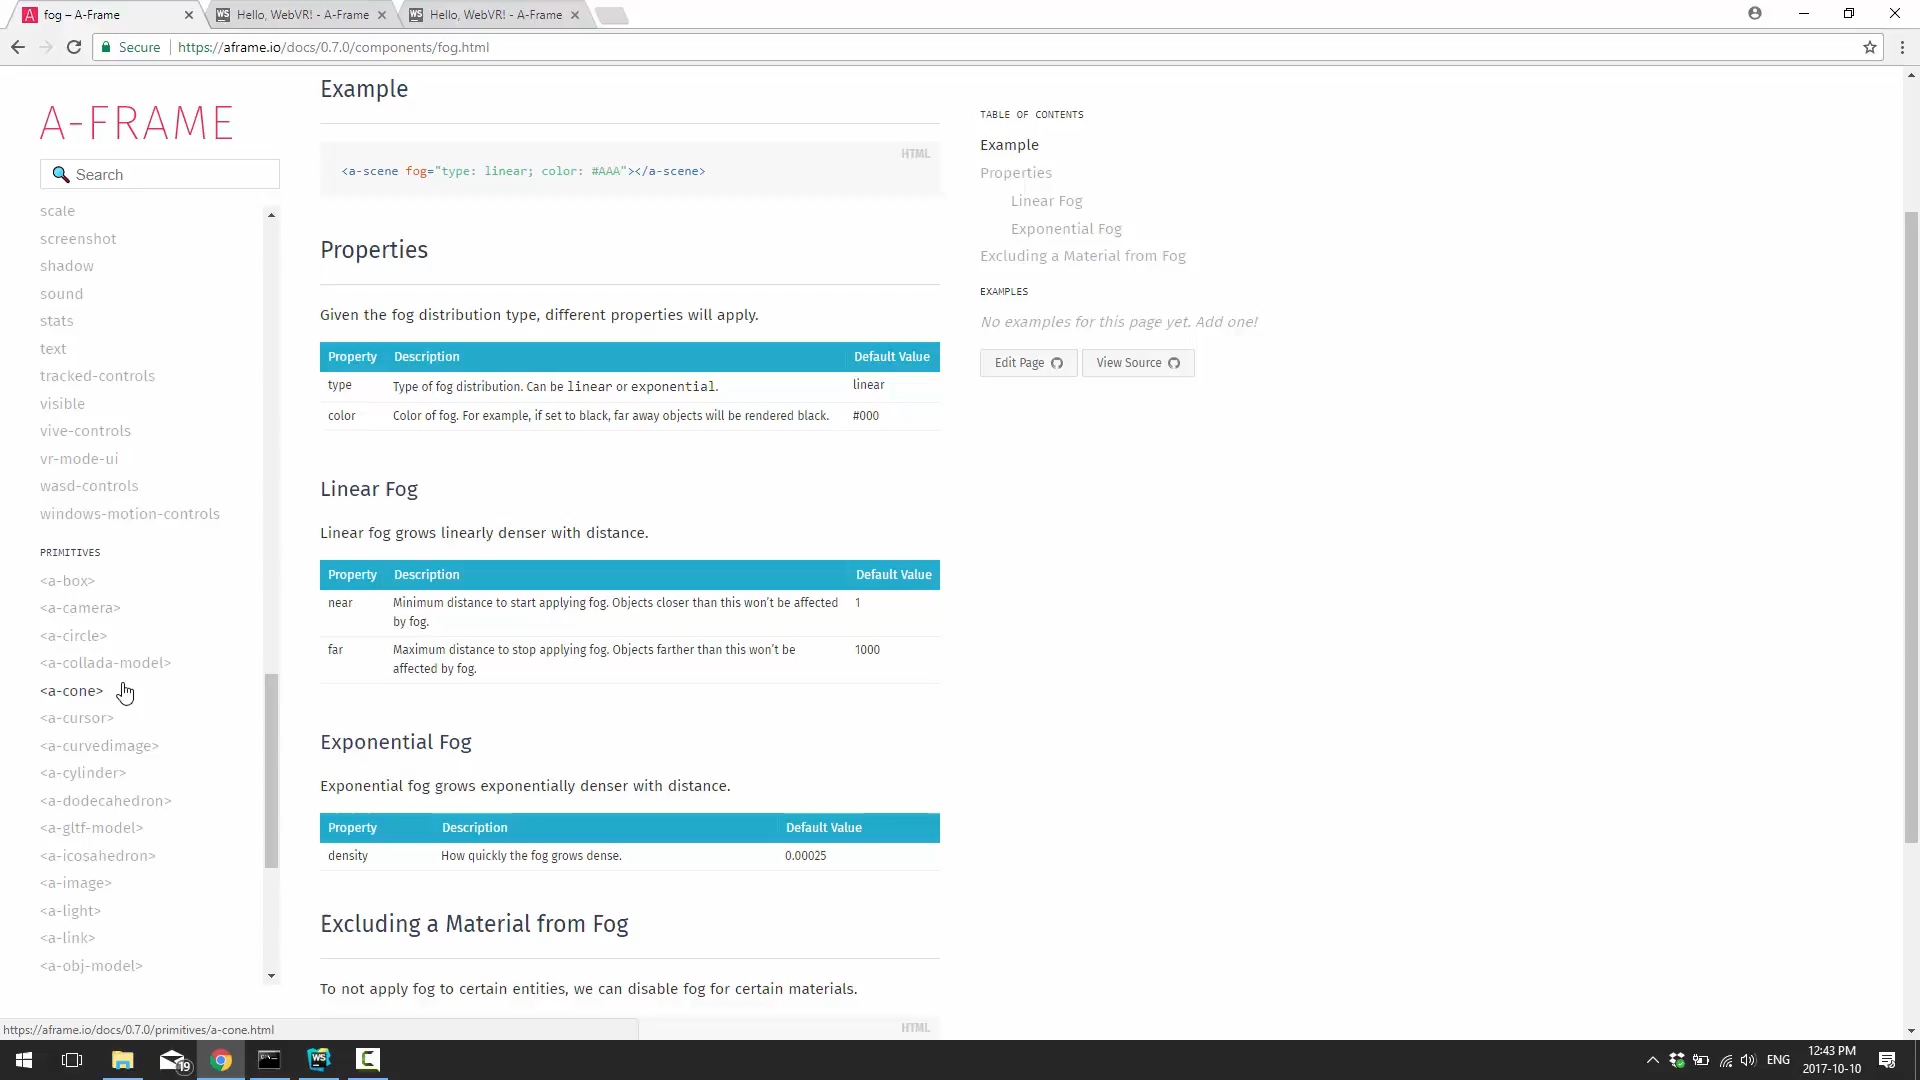 fog – A-Frame
Hello, WebVR! - A-Frame
Hello, WebVR! - A-Frame
Secure
https://aframe.io/docs/0.7.0/components/fog.html
A-FRAME
Search
scale
screenshot
shadow
sound
stats
text
tracked-controls
visible
vive-controls
vr-mode-ui
wasd-controls
windows-motion-controls
PRIMITIVES
<a-box>
<a-camera>
<a-circle>
<a-collada-model>
<a-cone>
<a-cursor>
<a-curvedimage>
<a-cylinder>
<a-dodecahedron>
<a-gltf-model>
<a-icosahedron>
<a-image>
<a-light>
<a-link>
<a-obj-model>
Example
HTML
<a-scene fog="type: linear; color: #AAA"></a-scene>
Properties
Given the fog distribution type, different properties will apply.
Property Description Default Value
type Type of fog distribution. Can be linear or exponential. linear
color Color of fog. For example, if set to black, far away objects will be rendered black. #000
Linear Fog
Linear fog grows linearly denser with distance.
Property Description Default Value
near Minimum distance to start applying fog. Objects closer than this won't be affected 1
by fog.
far Maximum distance to stop applying fog. Objects farther than this won't be 1000
affected by fog.
Exponential Fog
Exponential fog grows exponentially denser with distance.
Property Description Default Value
density How quickly the fog grows dense. 0.00025
Excluding a Material from Fog
To not apply fog to certain entities, we can disable fog for certain materials.
HTML
TABLE OF CONTENTS
Example
Properties
Linear Fog
Exponential Fog
Excluding a Material from Fog
EXAMPLES
No examples for this page yet. Add one!
Edit Page
View Source
https://aframe.io/docs/0.7.0/primitives/a-cone.html
19
WS
ENG
12:43 PM
2017-10-10